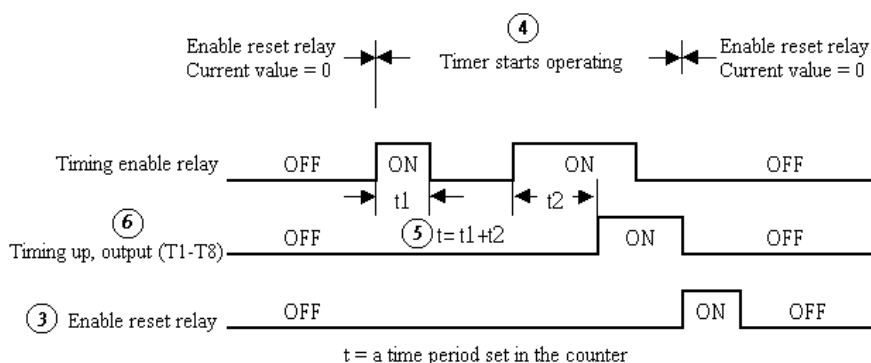 4
Enable reset relay
Current value = 0
Timer starts operating
Enable reset relay
Current value = 0
Timing enable relay
OFF
ON
ON
OFF
t1
t2
6
Timing up, output (T1-T8)
OFF
5
t= t1+t2
ON
OFF
3
Enable reset relay
OFF
ON
OFF
t = a time period set in the counter